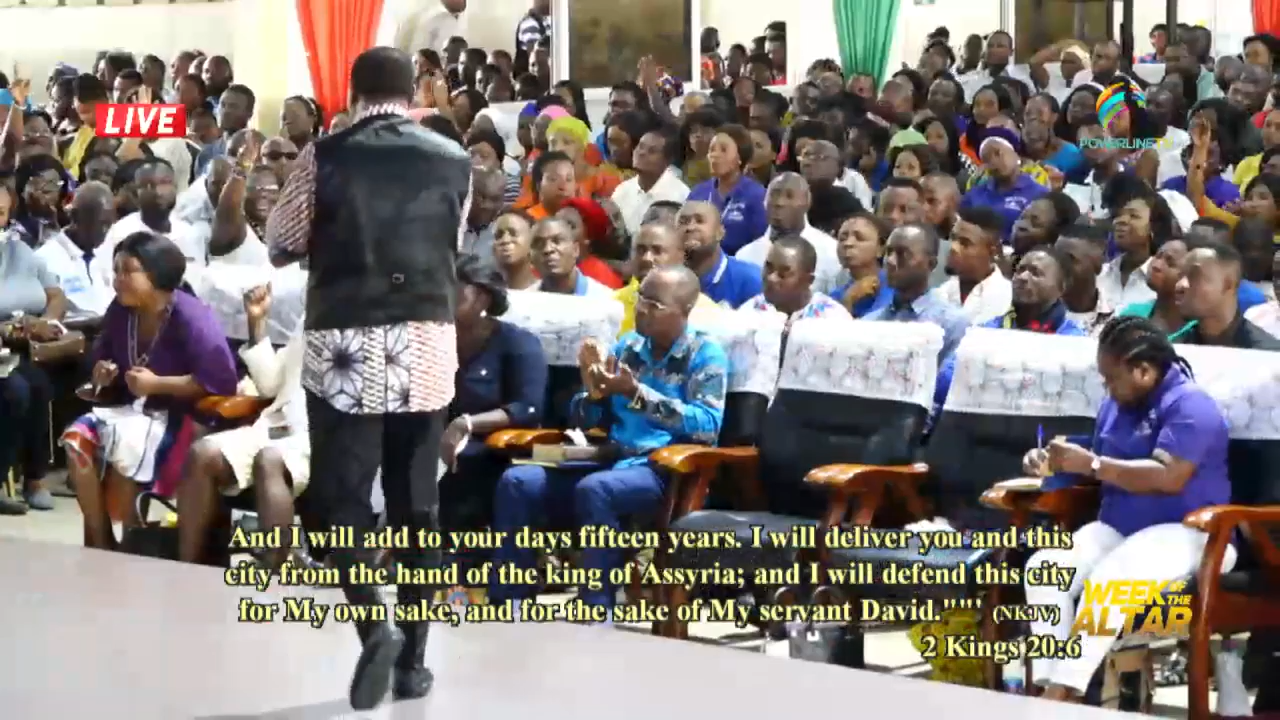 LIVE
POWERLINE TV
And I will add to your days fifteen years. I will deliver you and this
city from the hand of the king of Assyria; and I will defend this city
for My own sake, and for the sake of My servant David.""' (NKJV)
2 Kings 20:6
WEEK OF THE
ALTAR